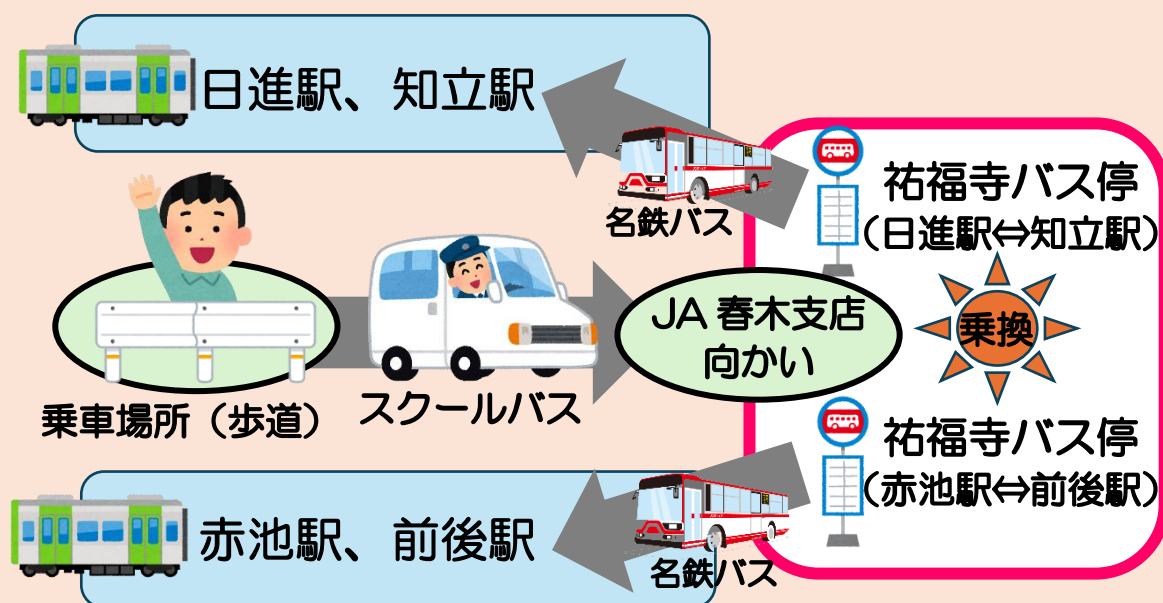 日進駅、知立駅
名鉄バス
祐福寺バス停
(日進駅⇔知立駅)
乗車場所（歩道）
スクールバス
JA 春木支店
向かい
乗換
祐福寺バス停
(赤池駅⇔前後駅)
赤池駅、前後駅
名鉄バス